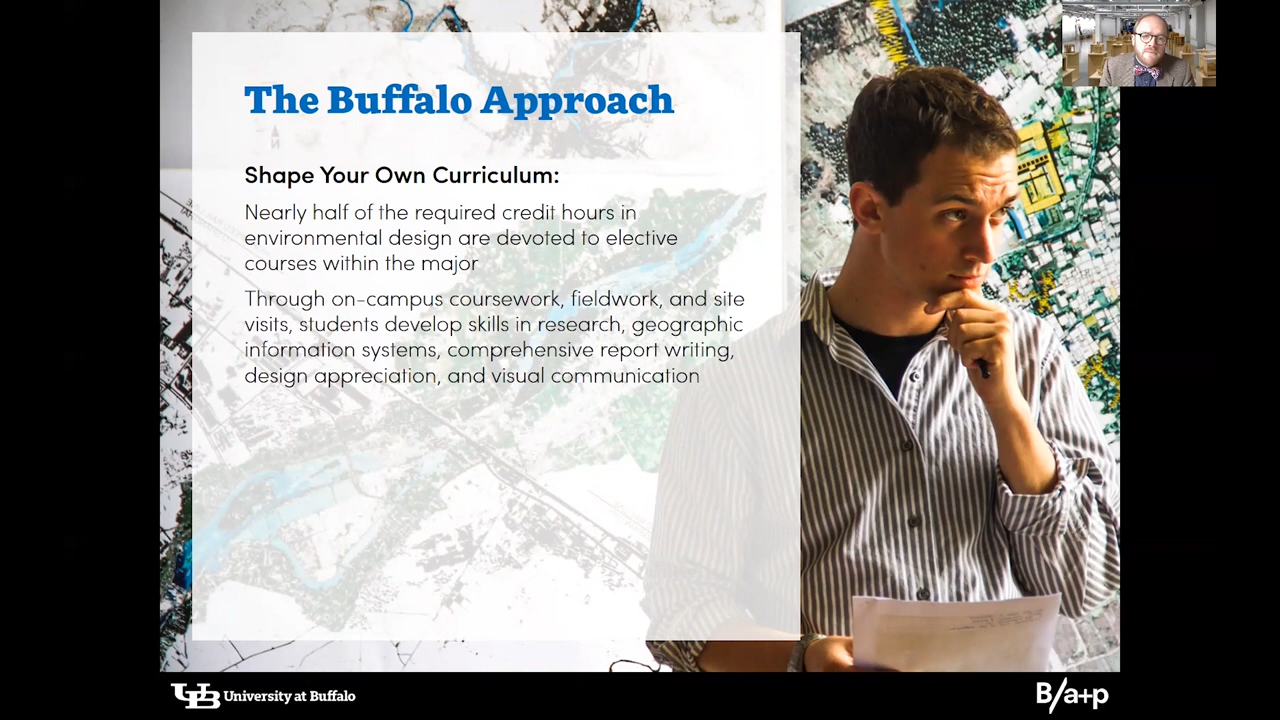 The Buffalo Approach
Shape Your Own Curriculum:
Nearly half of the required credit hours in
environmental design are devoted to elective
courses within the major
Through on-campus coursework, fieldwork, and site
visits, students develop skills in research, geographic
information systems, comprehensive report writing,
design appreciation, and visual communication
UB University at Buffalo
B/a+p